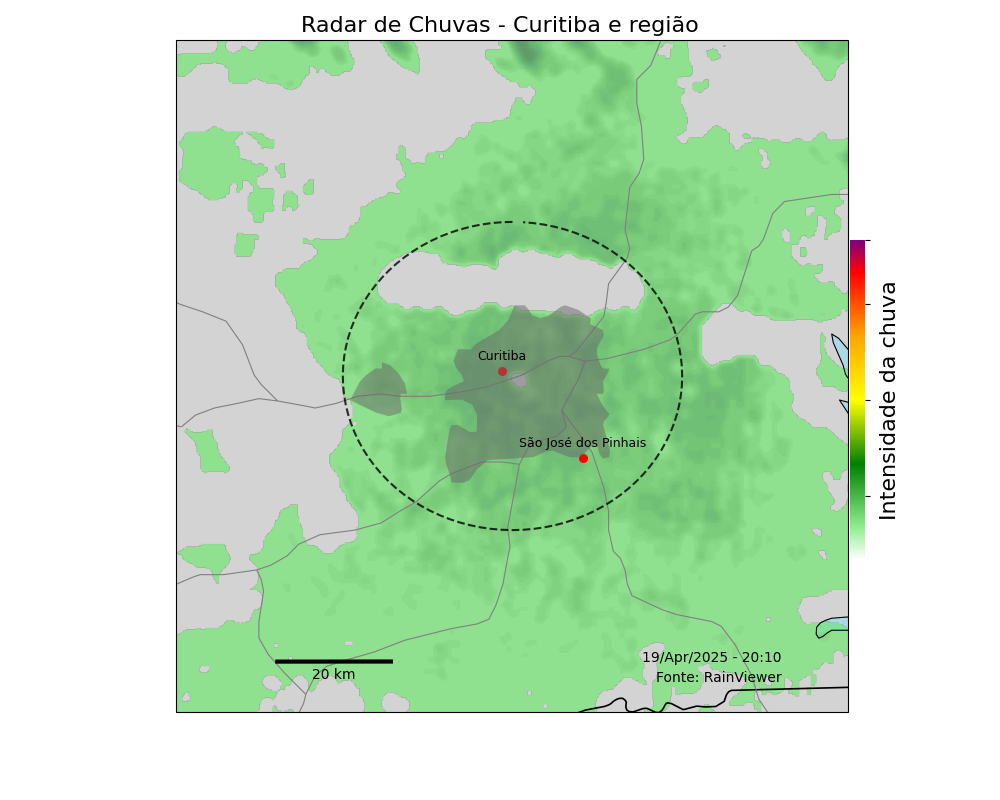 Radar de Chuvas - Curitiba e região
Curitiba
São José dos Pinhais
Intensidade da chuva
19/Apr/2025 - 20:10
Fonte: RainViewer
20 km